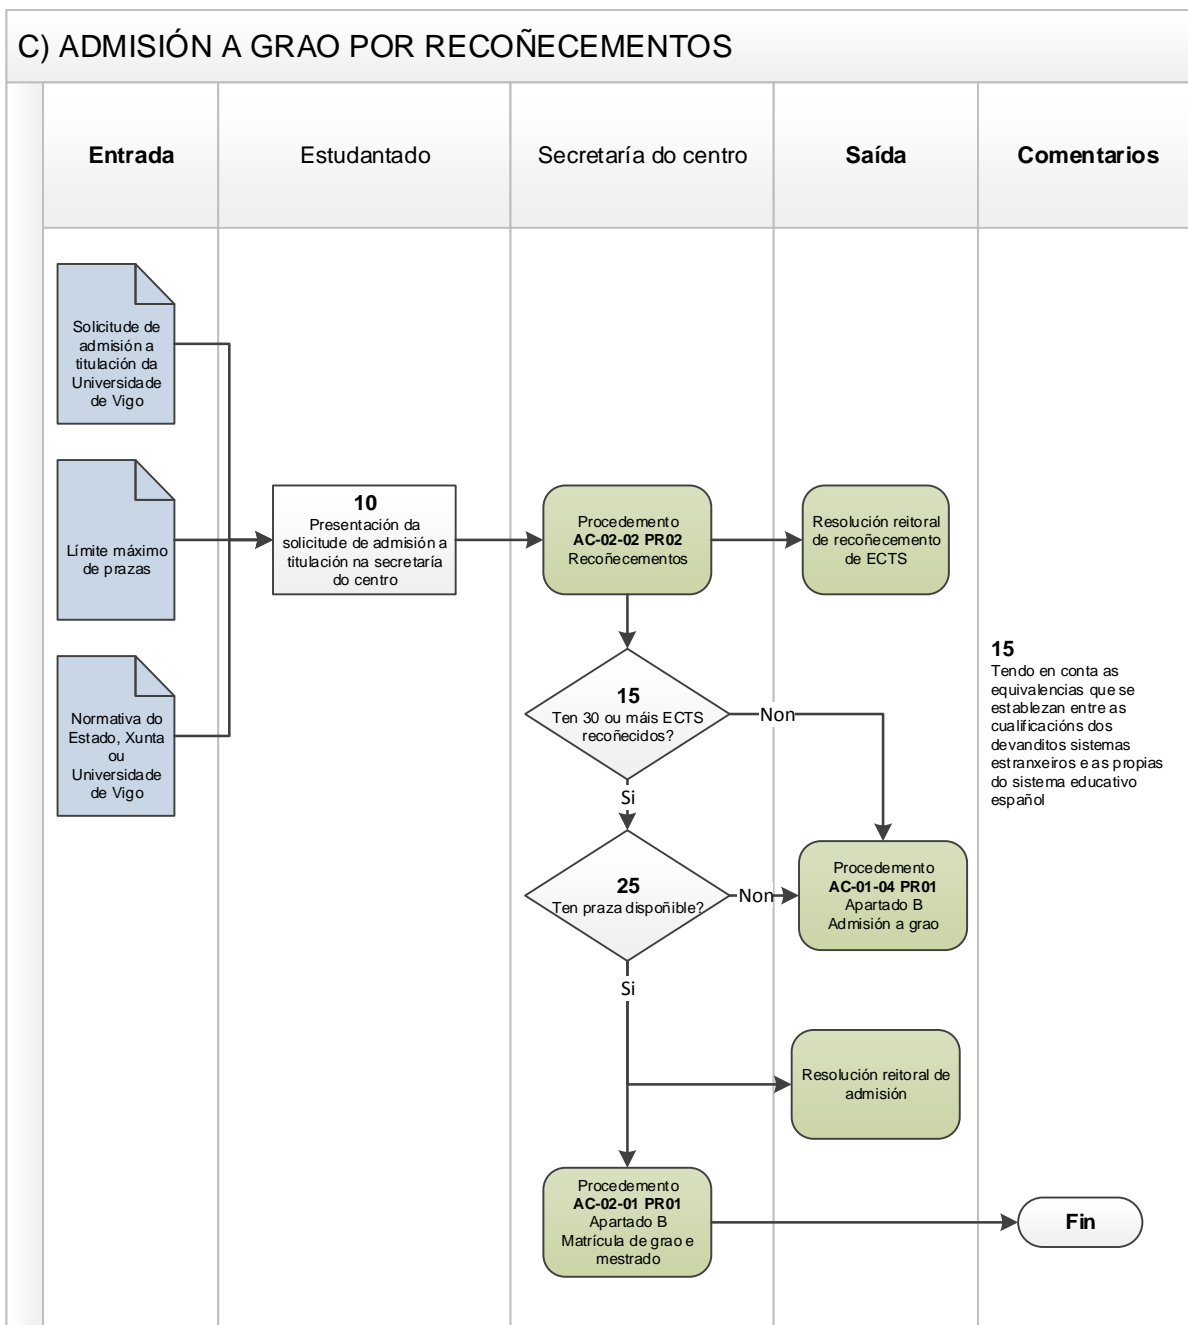 C) ADMISIÓN A GRAO POR RECOÑECEMENTOS
Entrada
Estudantado
Secretaría do centro
Saída
Comentarios
Solicitude de
admisión a
titulación da
Universidade
de Vigo
Límite máximo
de prazas
Normativa do
Estado, Xunta
ou
Universidade
de Vigo
10
Presentación da
solicitude de admisión a
titulación na secretaría
do centro
Procedemento
AC-02-02 PR02
Recoñecementos
Resolución reitoral
de recoñecemento
de ECTS
15
Ten 30 ou máis ECTS
recoñecidos?
Non
Si
15
Tendo en conta as
equivalencias que se
establezan entre as
cualificacións dos
devanditos sistemas
estranxeiros e as propias
do sistema educativo
español
25
Ten praza dispoñible?
Non
Si
Procedemento
AC-01-04 PR01
Apartado B
Admisión a grao
Resolución reitoral de
admisión
Procedemento
AC-02-01 PR01
Apartado B
Matrícula de grao e
mestrado
Fin